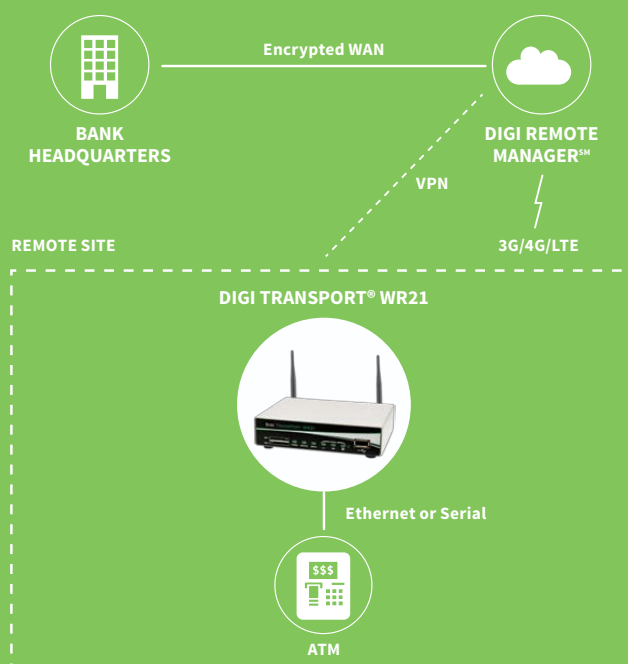 Encrypted WAN
BANK
HEADQUARTERS
DIGI REMOTE
MANAGER℠
VPN
REMOTE SITE
3G/4G/LTE
DIGI TRANSPORT® WR21
Ethernet or Serial
$$$
ATM